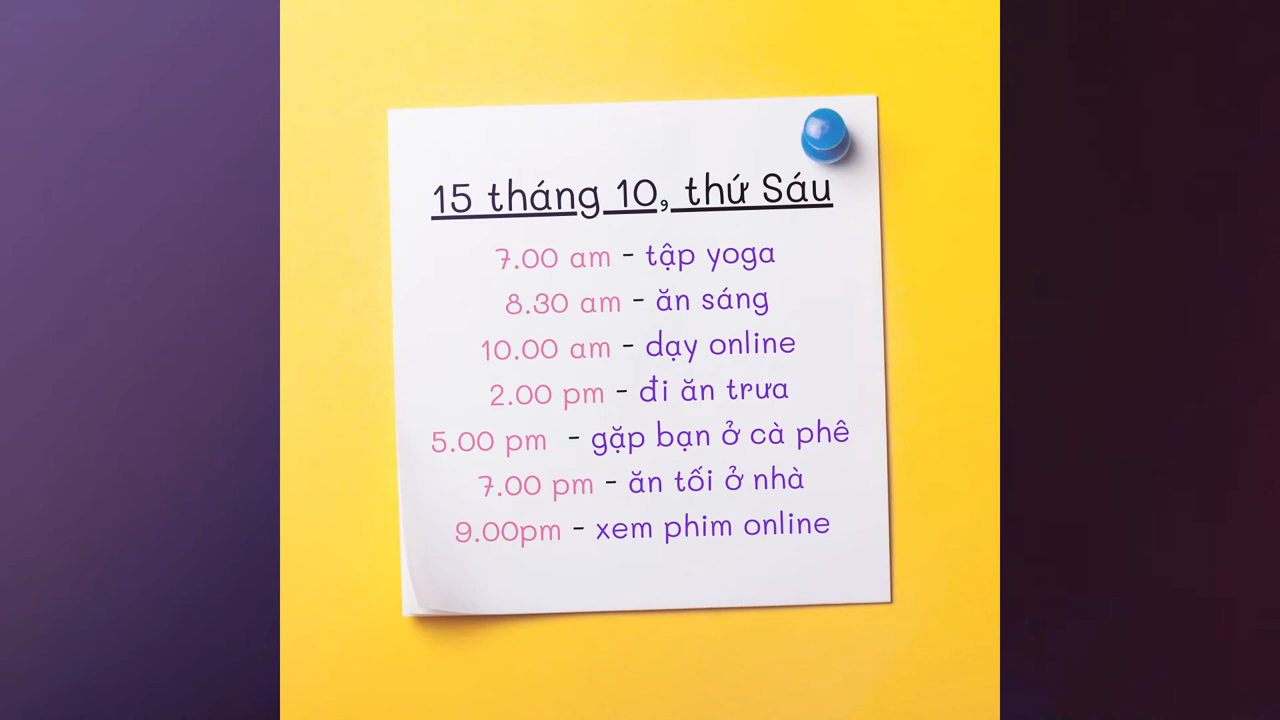 15 tháng 10, thứ Sáu
7.00 am - tập yoga
8.30 am - ăn sáng
10.00 am - dạy online
2.00 pm - đi ăn trưa
5.00 pm - gặp bạn ở cà phê
7.00 pm - ăn tối ở nhà
9.00pm - xem phim online